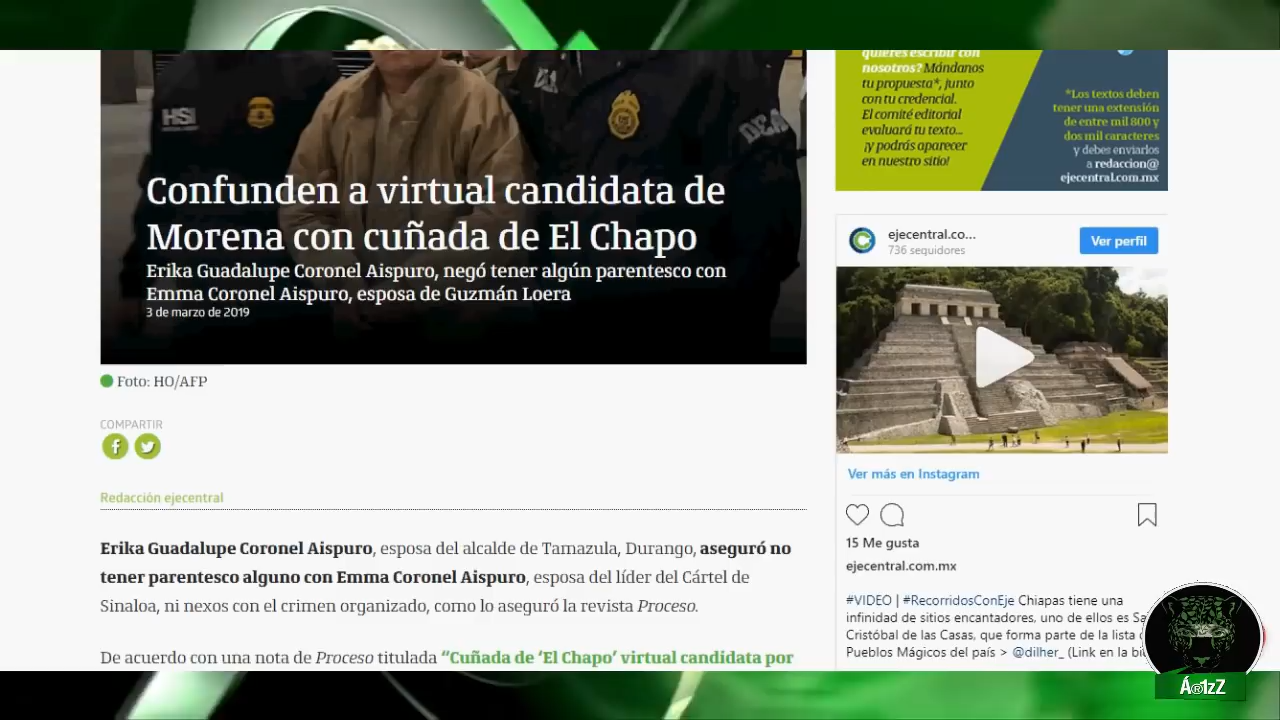 HSI
DEA
DEA
Confunden a virtual candidata de
Morena con cuñada de El Chapo
Erika Guadalupe Coronel Aispuro, negó tener algún parentesco con
Emma Coronel Aispuro, esposa de Guzmán Loera
3 de marzo de 2019
Foto: HO/AFP
COMPARTIR
Redacción ejecentral
Erika Guadalupe Coronel Aispuro, esposa del alcalde de Tamazula, Durango, aseguró no
tener parentesco alguno con Emma Coronel Aispuro, esposa del líder del Cártel de
Sinaloa, ni nexos con el crimen organizado, como lo aseguró la revista Proceso.
De acuerdo con una nota de Proceso titulada “Cuñada de ‘El Chapo’ virtual candidata por
quieres escribir con
nosotros? Mándanos
tu propuesta*, junto
con tu credencial.
El comité editorial
evaluará tu texto...
¡y podrás aparecer
en nuestro sitio!
*Los textos deben
tener una extensión
de entre mil 800 y
dos mil caracteres
y debes enviarlos
a redaccion@
ejecentral.com.mx
ejecentral.co...
736 seguidores
Ver perfil
Ver más en Instagram
15 Me gusta
ejecentral.com.mx
#VIDEO | #RecorridosConEje Chiapas tiene una
infinidad de sitios encantadores, uno de ellos es Sa
Cristóbal de las Casas, que forma parte de la lista
Pueblos Mágicos del país > @dilher_ (Link en la bi
Á®1zZ